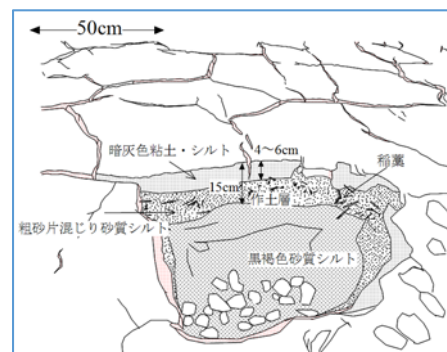 50cm
暗灰色粘土・シルト
4〜6cm
稲藁
15cm
作土層
粗砂片混じり砂質シルト
黒褐色砂質シルト